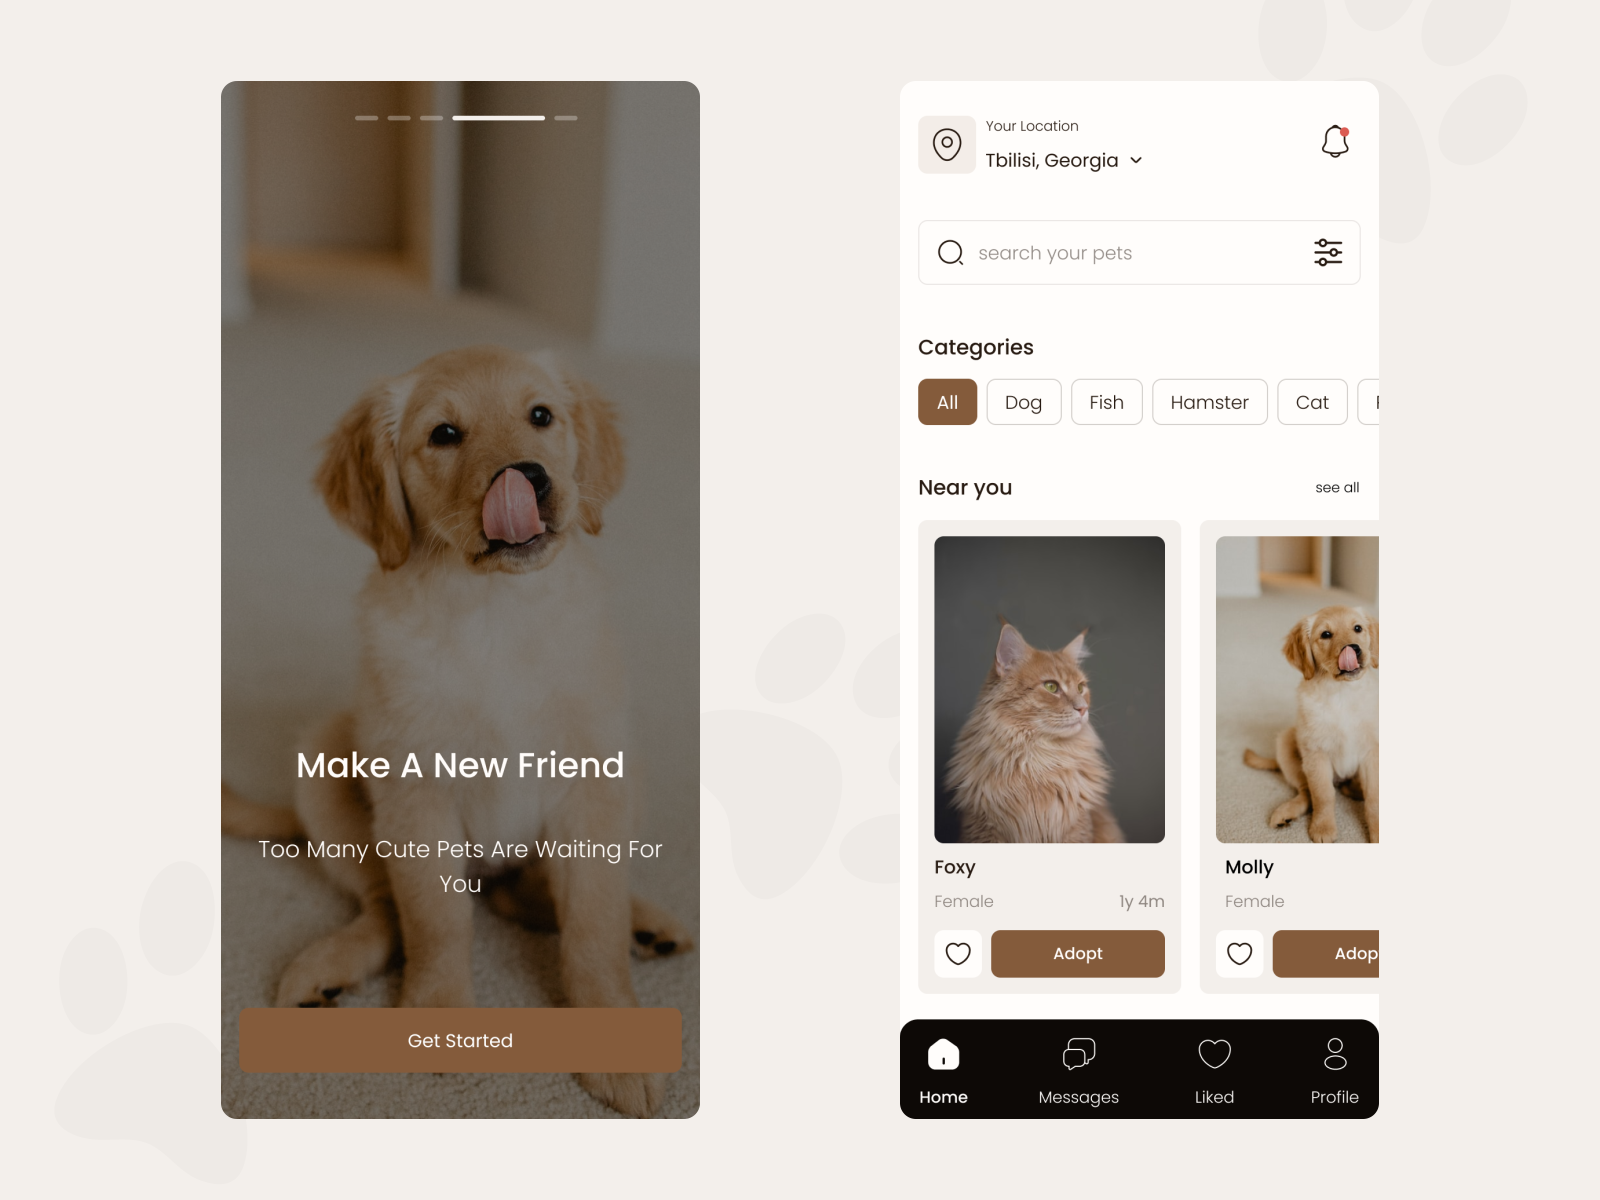 Make A New Friend
Too Many Cute Pets Are Waiting For
You
Get Started
Your Location
Tbilisi, Georgia
search your pets
Categories
All Dog Fish Hamster Cat
Near you see all
Foxy
Female 1y 4m
Adopt
Molly
Female
Adop
Home Messages Liked Profile